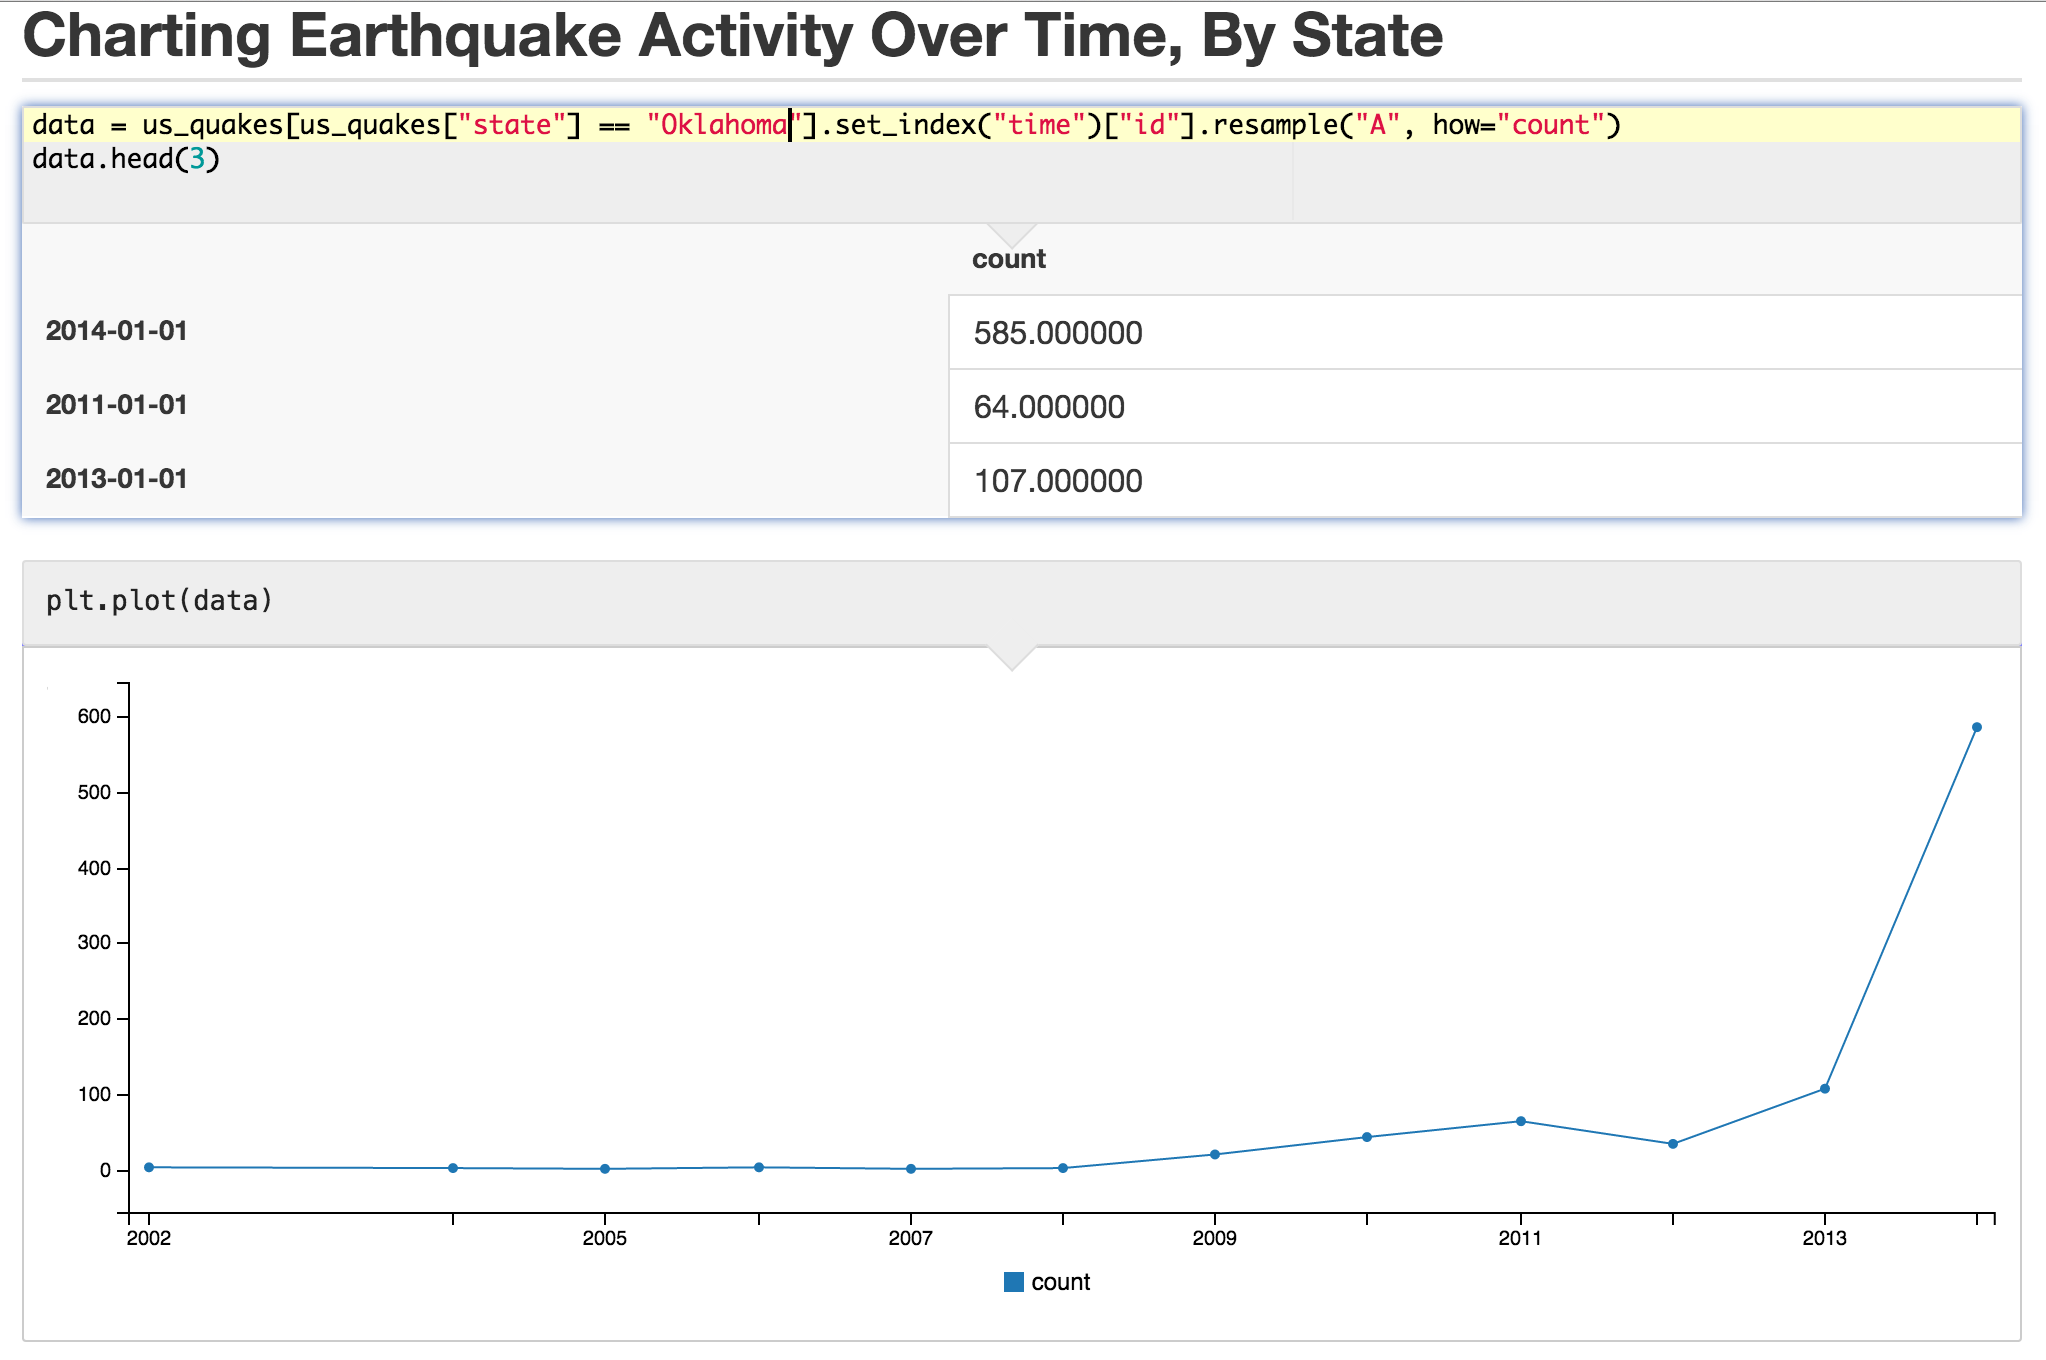 Charting Earthquake Activity Over Time, By State
data = us_quakes[us_quakes["state"] == "Oklahoma"].set_index("time")["id"].resample("A", how="count")
data.head(3)
count
2014-01-01 585.000000
2011-01-01 64.000000
2013-01-01 107.000000
plt.plot(data)
600
500
400
300
200
100
0
2002 2005 2007 2009 2011 2013
count